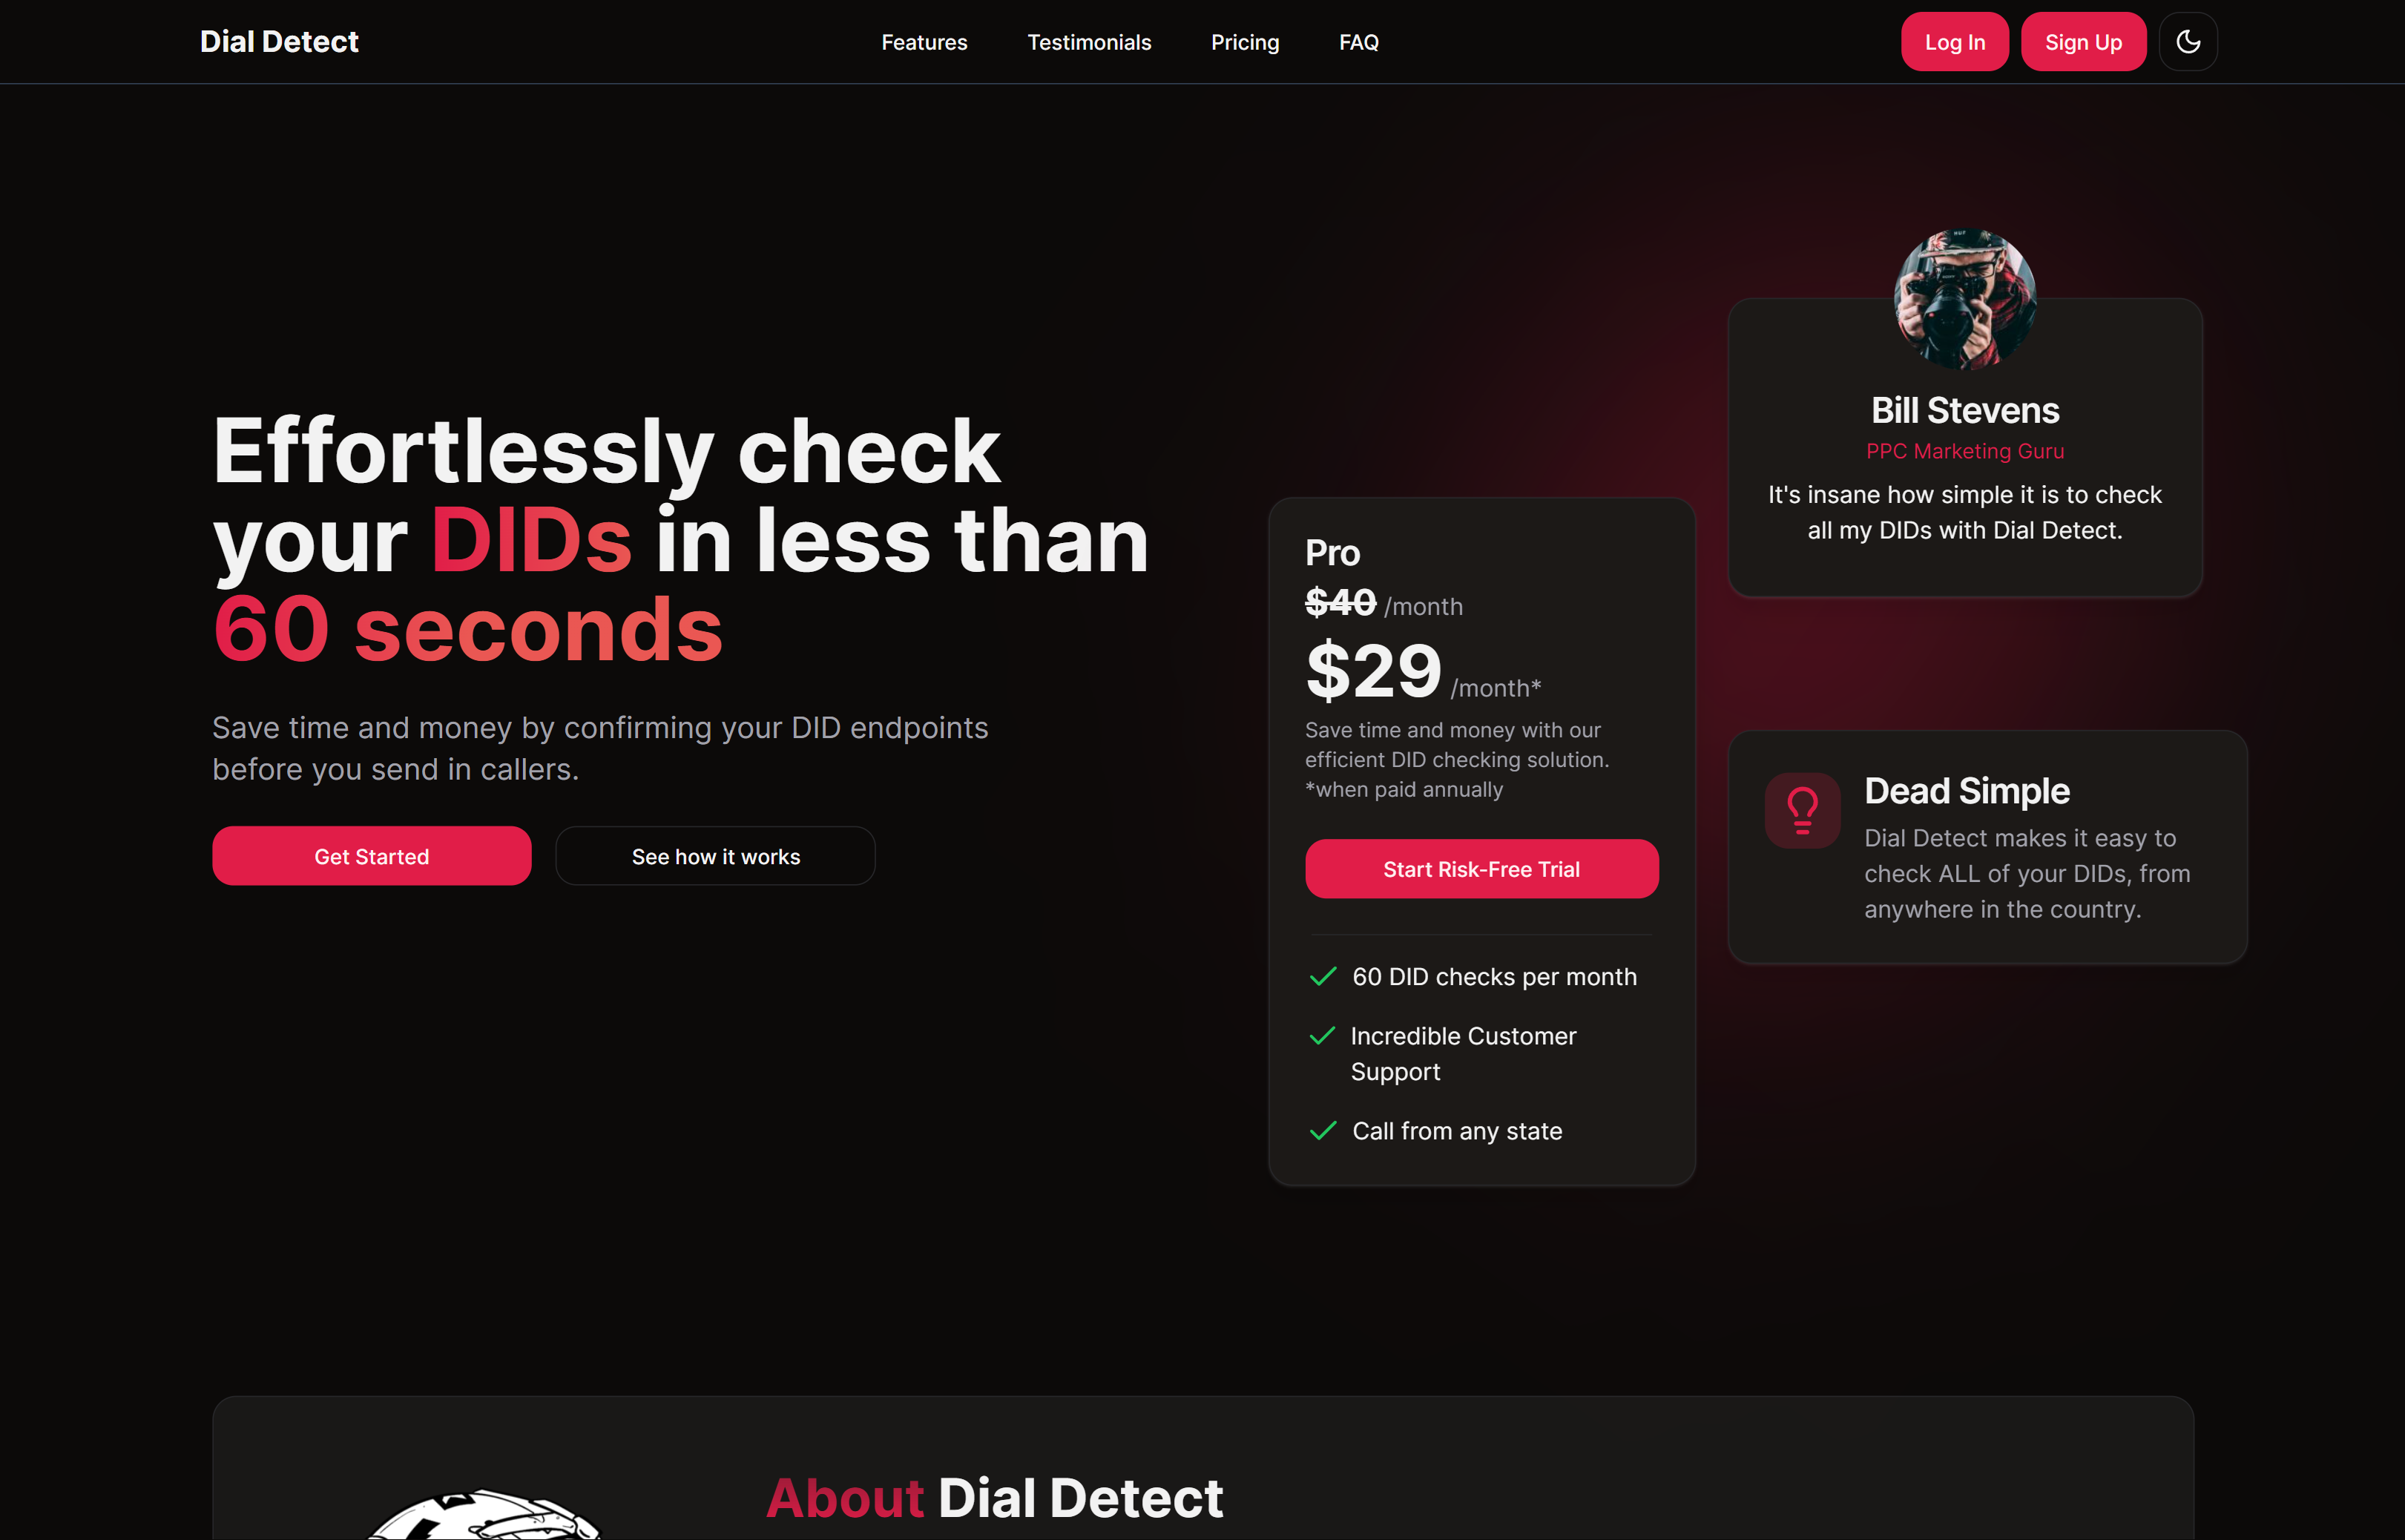 Dial Detect
Features
Testimonials
Pricing
FAQ
Log In
Sign Up
Effortlessly check
your DIDs in less than
60 seconds
Save time and money by confirming your DID endpoints
before you send in callers.
Get Started
See how it works
Pro
$40 /month
$29 /month*
Save time and money with our
efficient DID checking solution.
*when paid annually
Start Risk-Free Trial
60 DID checks per month
Incredible Customer
Support
Call from any state
Bill Stevens
PPC Marketing Guru
It's insane how simple it is to check
all my DIDs with Dial Detect.
Dead Simple
Dial Detect makes it easy to
check ALL of your DIDs, from
anywhere in the country.
About Dial Detect